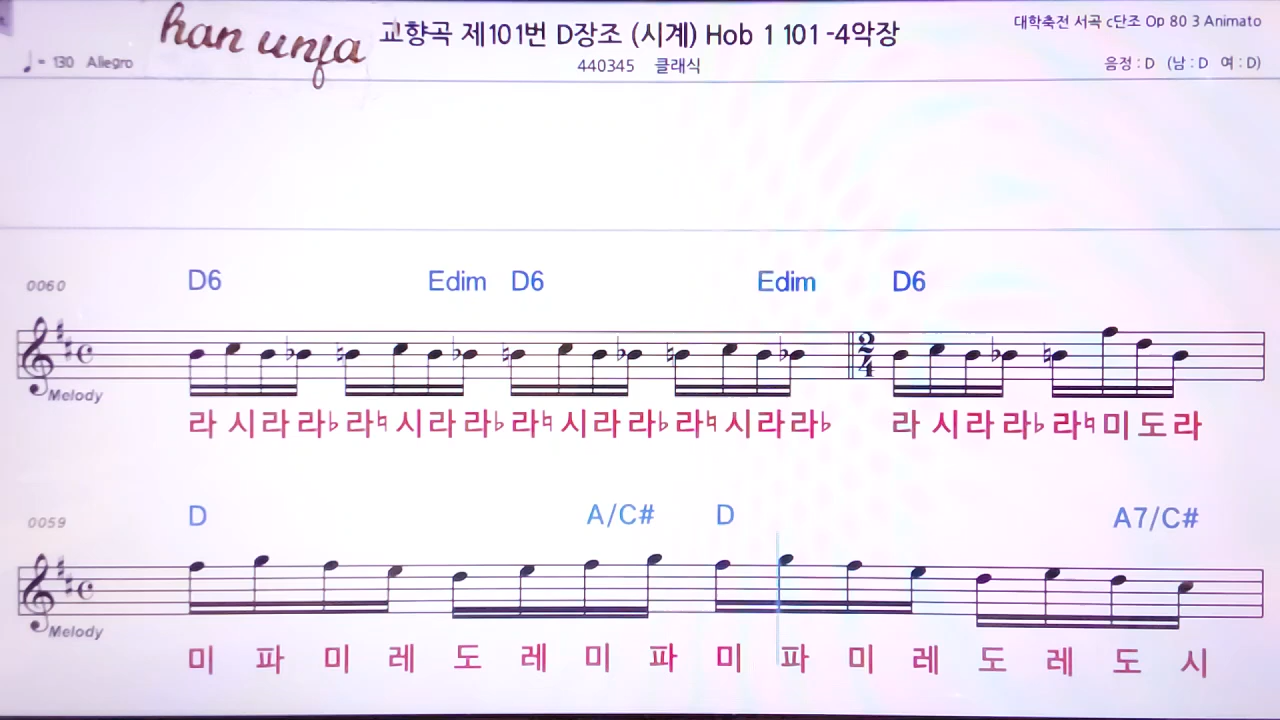 han unfa
교향곡 제101번 D장조 (시계) Hob 1 101 -4악장
대학축전 서곡 c단조 Op 80 3 Animato
♩= 130 Allegro
440345 클래식
음정 : D (남 : D 여 : D)
D6 Edim D6 Edim D6
0060
2
4
Melody
라 시 라 라♭ 라♮ 시 라 라♭ 라♮ 시 라 라♭ 라♮ 시 라 라♭ 라 시 라 라♭ 라♮ 미 도 라
D A/C# D A7/C#
0059
Melody
미 파 미 레 도 레 미 파 미 파 미 레 도 레 도 시